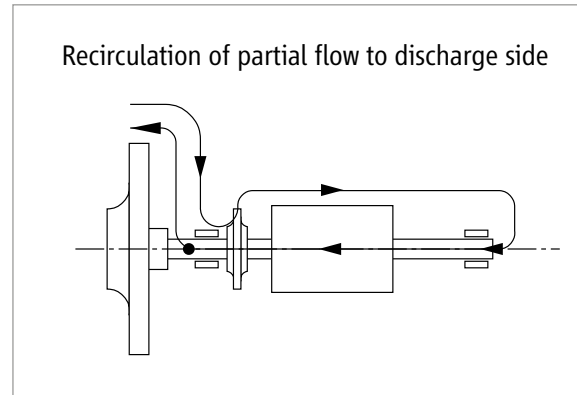 Recirculation of partial flow to discharge side